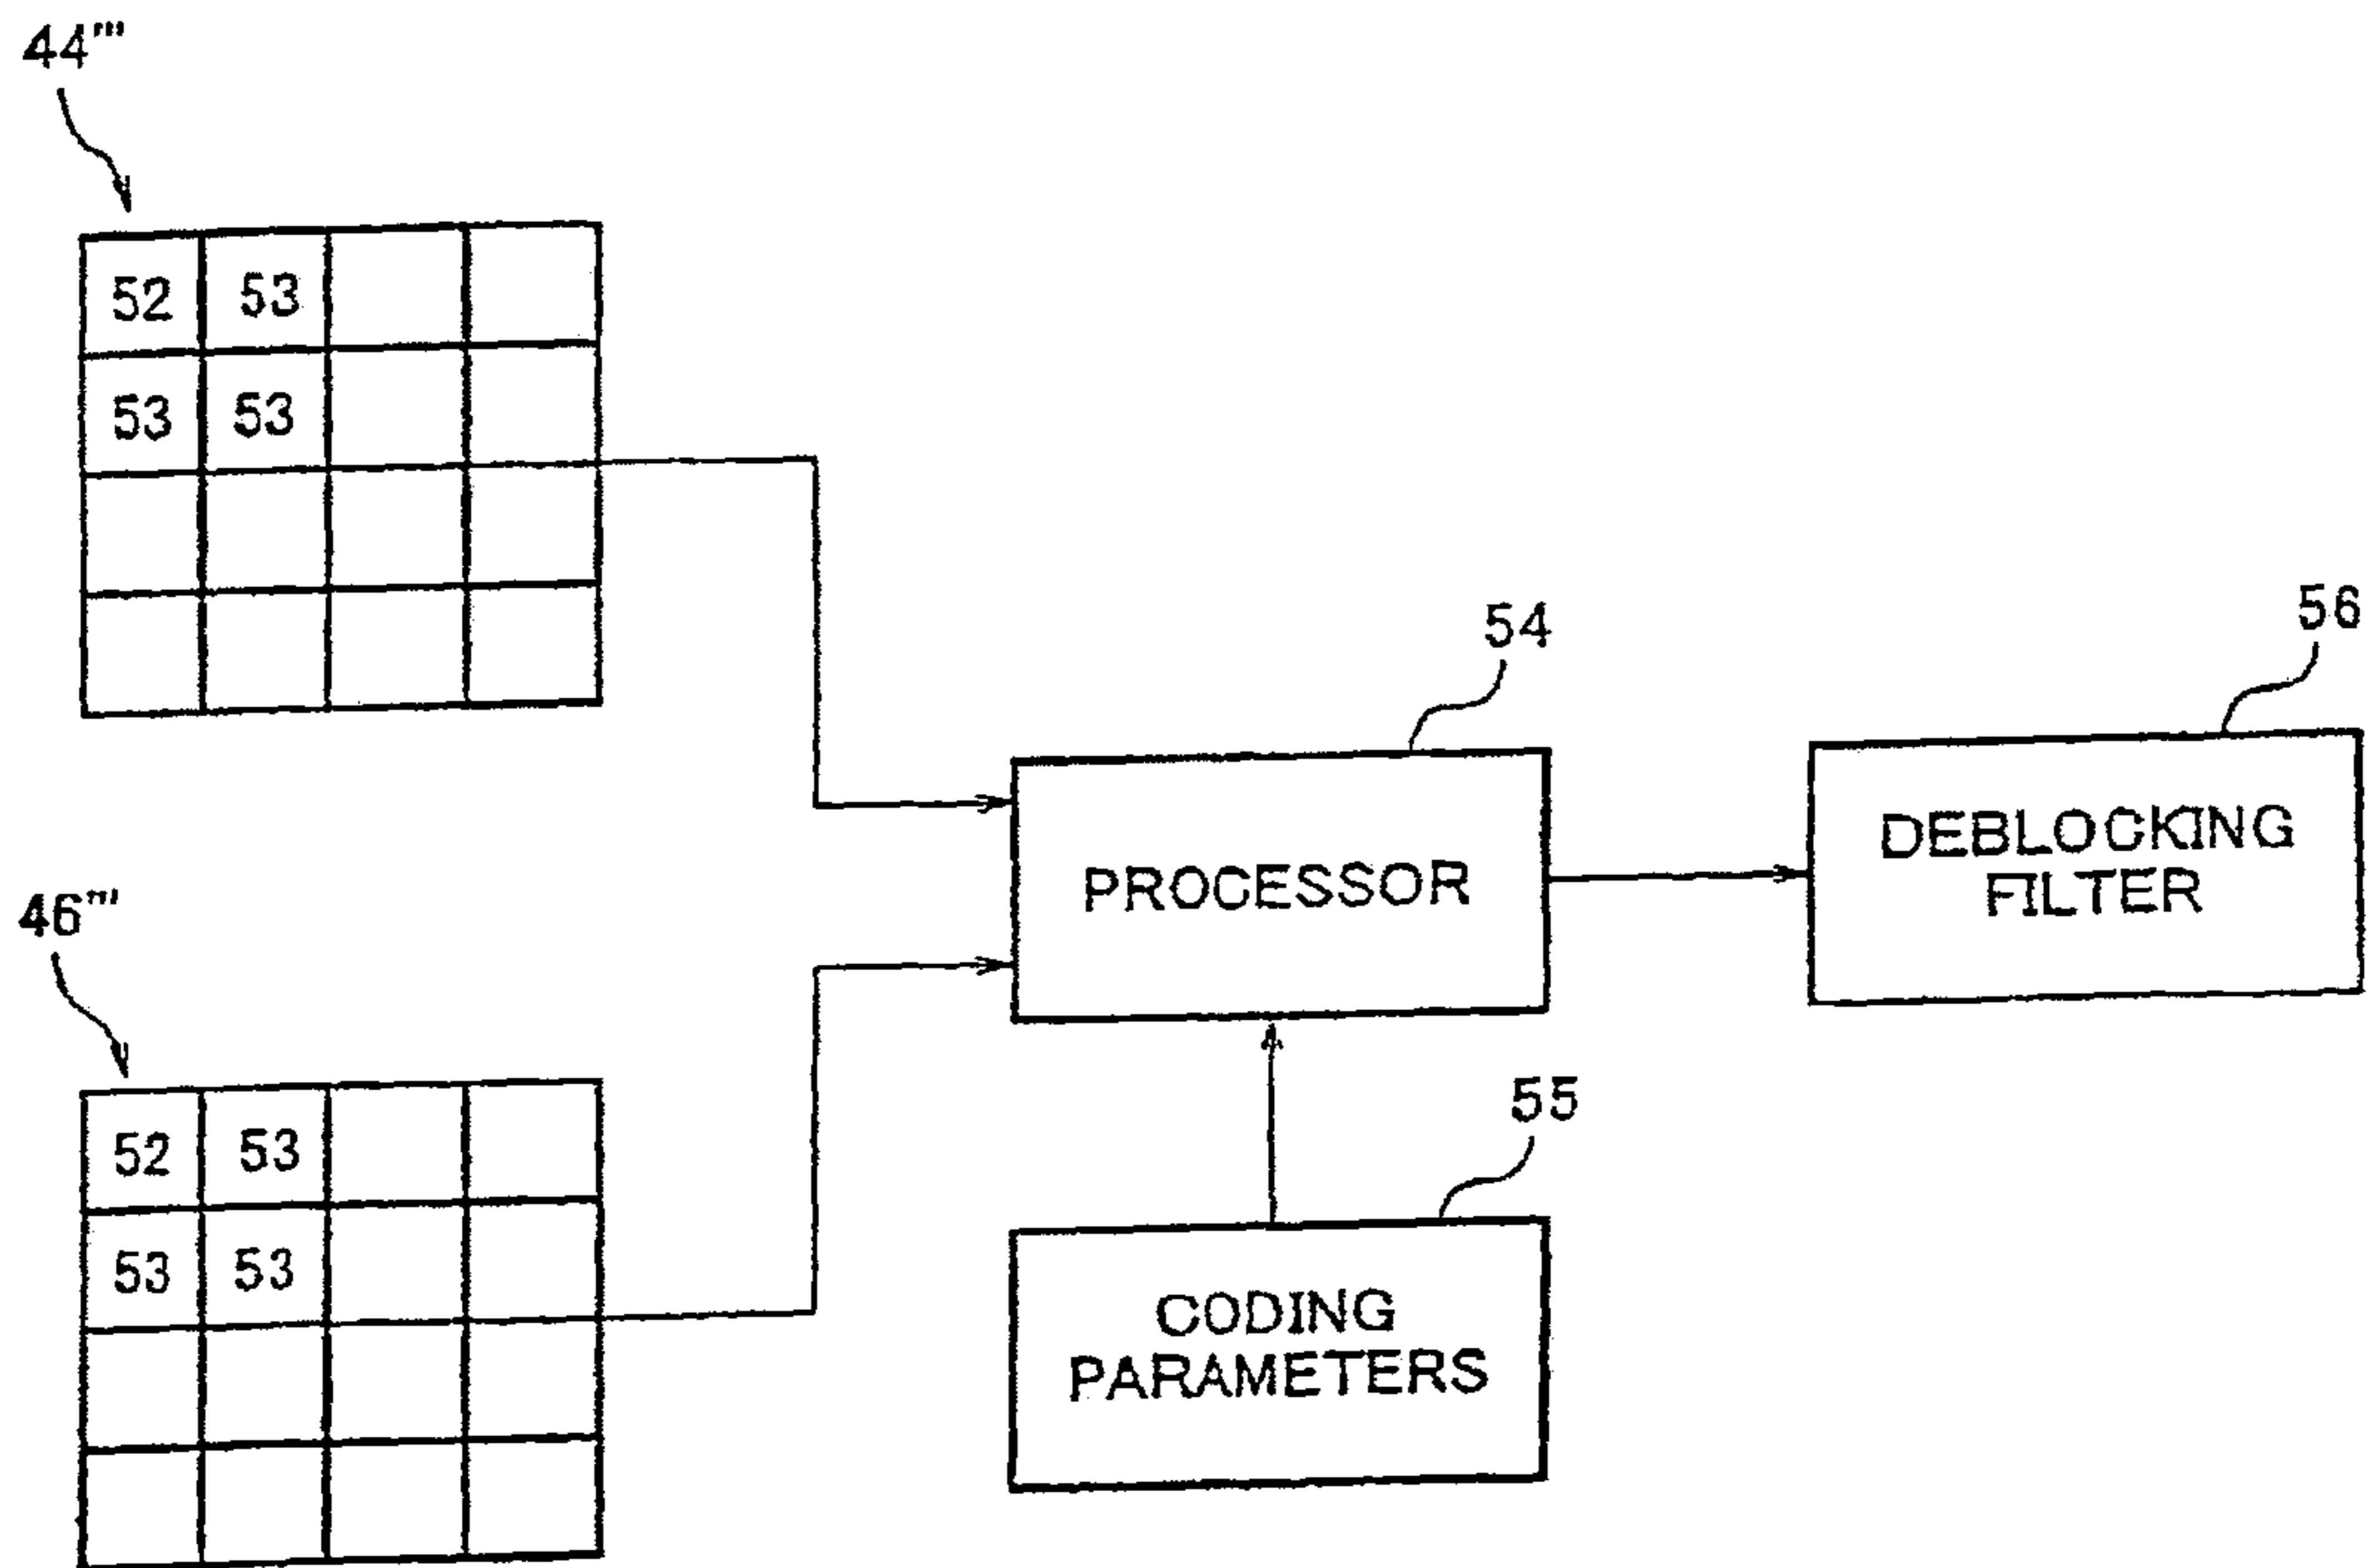 44'''
52 53
53 53
54
56
PROCESSOR
DEBLOCKING
FILTER
46'''
52 53
53 53
55
CODING
PARAMETERS